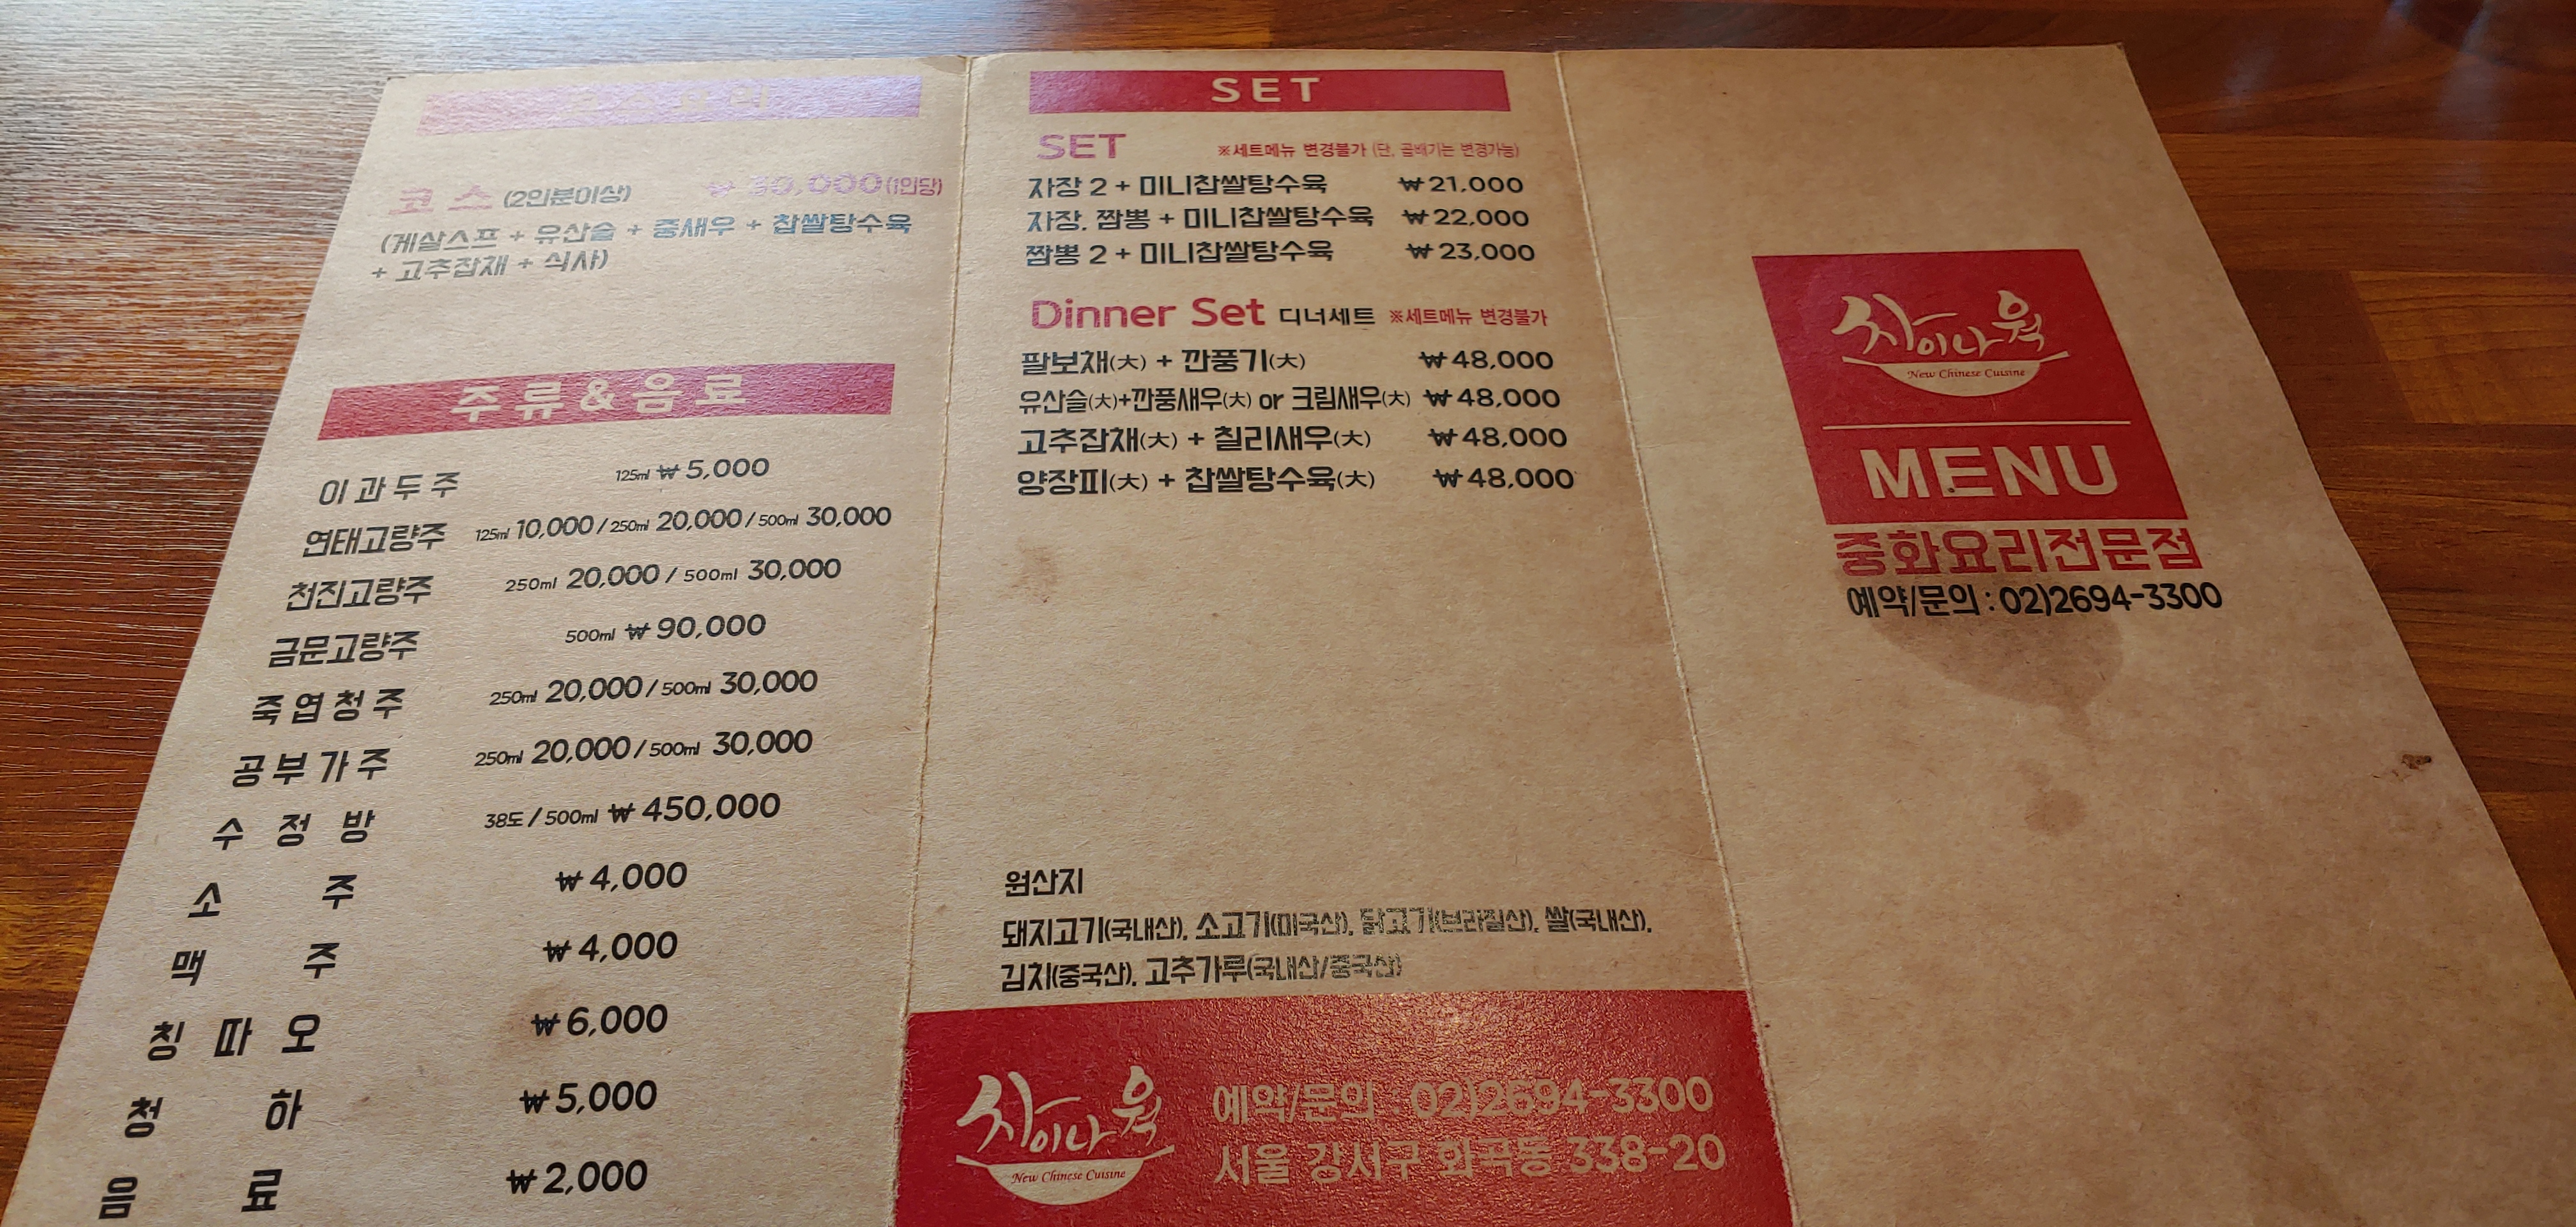 코스요리
코 스 (2인분이상) ₩ 30,000(1인당)
(게살스프 + 유산슬 + 중새우 + 찹쌀탕수육
+ 고추잡채 + 식사)
주류&음료
이과두주 125ml ₩ 5,000
연태고량주 125ml 10,000 / 250ml 20,000 / 500ml 30,000
천진고량주 250ml 20,000 / 500ml 30,000
금문고량주 500ml ₩ 90,000
죽엽청주 250ml 20,000 / 500ml 30,000
공부가주 250ml 20,000 / 500ml 30,000
수 정 방 38도 / 500ml ₩ 450,000
소 주 ₩ 4,000
맥 주 ₩ 4,000
칭 따 오 ₩ 6,000
청 하 ₩ 5,000
음 료 ₩ 2,000
SET
SET ※세트메뉴 변경불가 (단, 곱배기는 변경가능)
자장 2 + 미니찹쌀탕수육 ₩ 21,000
자장, 짬뽕 + 미니찹쌀탕수육 ₩ 22,000
짬뽕 2 + 미니찹쌀탕수육 ₩ 23,000
Dinner Set 디너세트 ※세트메뉴 변경불가
팔보채(大) + 깐풍기(大) ₩ 48,000
유산슬(大)+깐풍새우(大) or 크림새우(大) ₩ 48,000
고추잡채(大) + 칠리새우(大) ₩ 48,000
양장피(大) + 찹쌀탕수육(大) ₩ 48,000
원산지
돼지고기(국내산), 소고기(미국산), 닭고기(브라질산), 쌀(국내산),
김치(중국산), 고추가루(국내산/중국산)
차이나웍
New Chinese Cuisine
예약/문의 : 02)2694-3300
서울 강서구 화곡동 338-20
차이나웍
New Chinese Cuisine
MENU
중화요리전문점
예약/문의 : 02)2694-3300